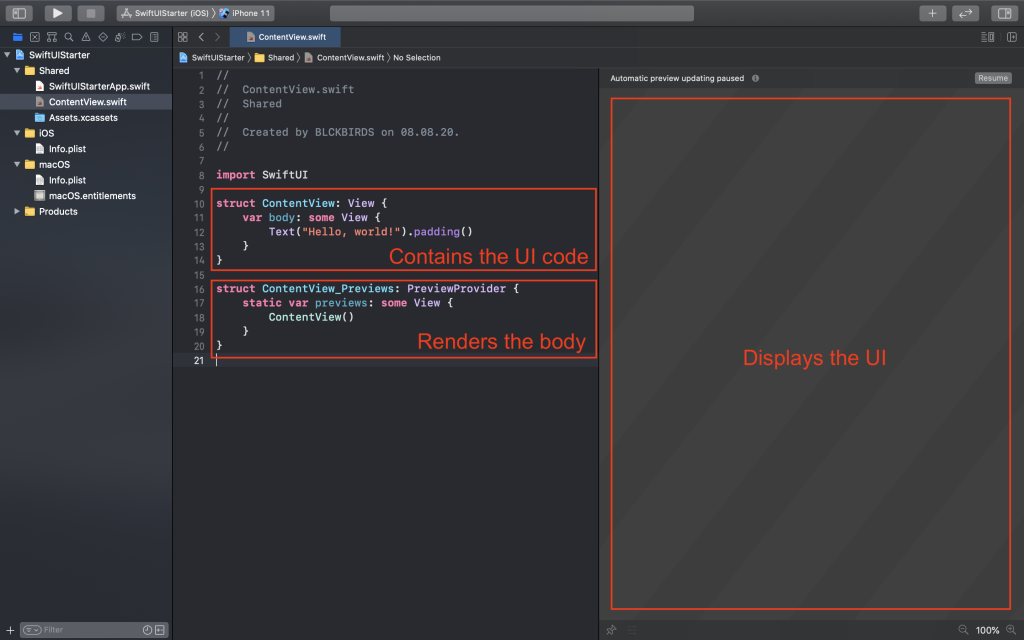 SwiftUIStarter (iOS) 〉 iPhone 11
ContentView.swift
SwiftUIStarter 〉 Shared 〉 ContentView.swift 〉 No Selection
SwiftUIStarter
Shared
SwiftUIStarterApp.swift
ContentView.swift
Assets.xcassets
iOS
Info.plist
macOS
Info.plist
macOS.entitlements
Products
Filter
1 //
2 //  ContentView.swift
3 //  Shared
4 //
5 //  Created by BLCKBIRDS on 08.08.20.
6 //
7
8 import SwiftUI
9
10 struct ContentView: View {
11     var body: some View {
12         Text("Hello, world!").padding()
13     }
14 }
Contains the UI code
15
16 struct ContentView_Previews: PreviewProvider {
17     static var previews: some View {
18         ContentView()
19     }
20 }
Renders the body
21
Automatic preview updating paused
Resume
Displays the UI
100%